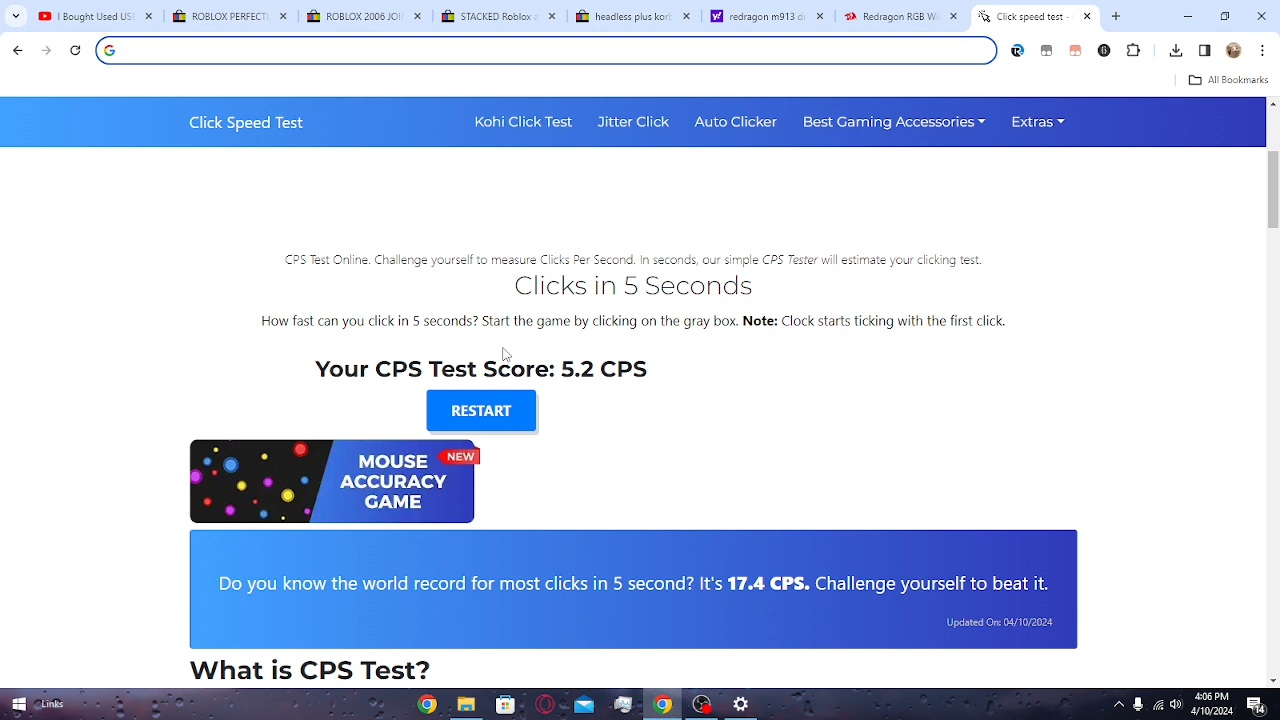 I Bought Used US
ROBLOX PERFECTL
ROBLOX 2006 JOIN
STACKED Roblox a
headless plus korb
redragon m913 dr
Redragon RGB W
Click speed test -
All Bookmarks
Click Speed Test
Kohi Click Test
Jitter Click
Auto Clicker
Best Gaming Accessories
Extras
CPS Test Online. Challenge yourself to measure Clicks Per Second. In seconds, our simple CPS Tester will estimate your clicking test.
Clicks in 5 Seconds
How fast can you click in 5 seconds? Start the game by clicking on the gray box. Note: Clock starts ticking with the first click.
Your CPS Test Score: 5.2 CPS
RESTART
NEW
MOUSE
ACCURACY
GAME
Do you know the world record for most clicks in 5 second? It's 17.4 CPS. Challenge yourself to beat it.
Updated On: 04/10/2024
What is CPS Test?
Links
4:06 PM
4/10/2024